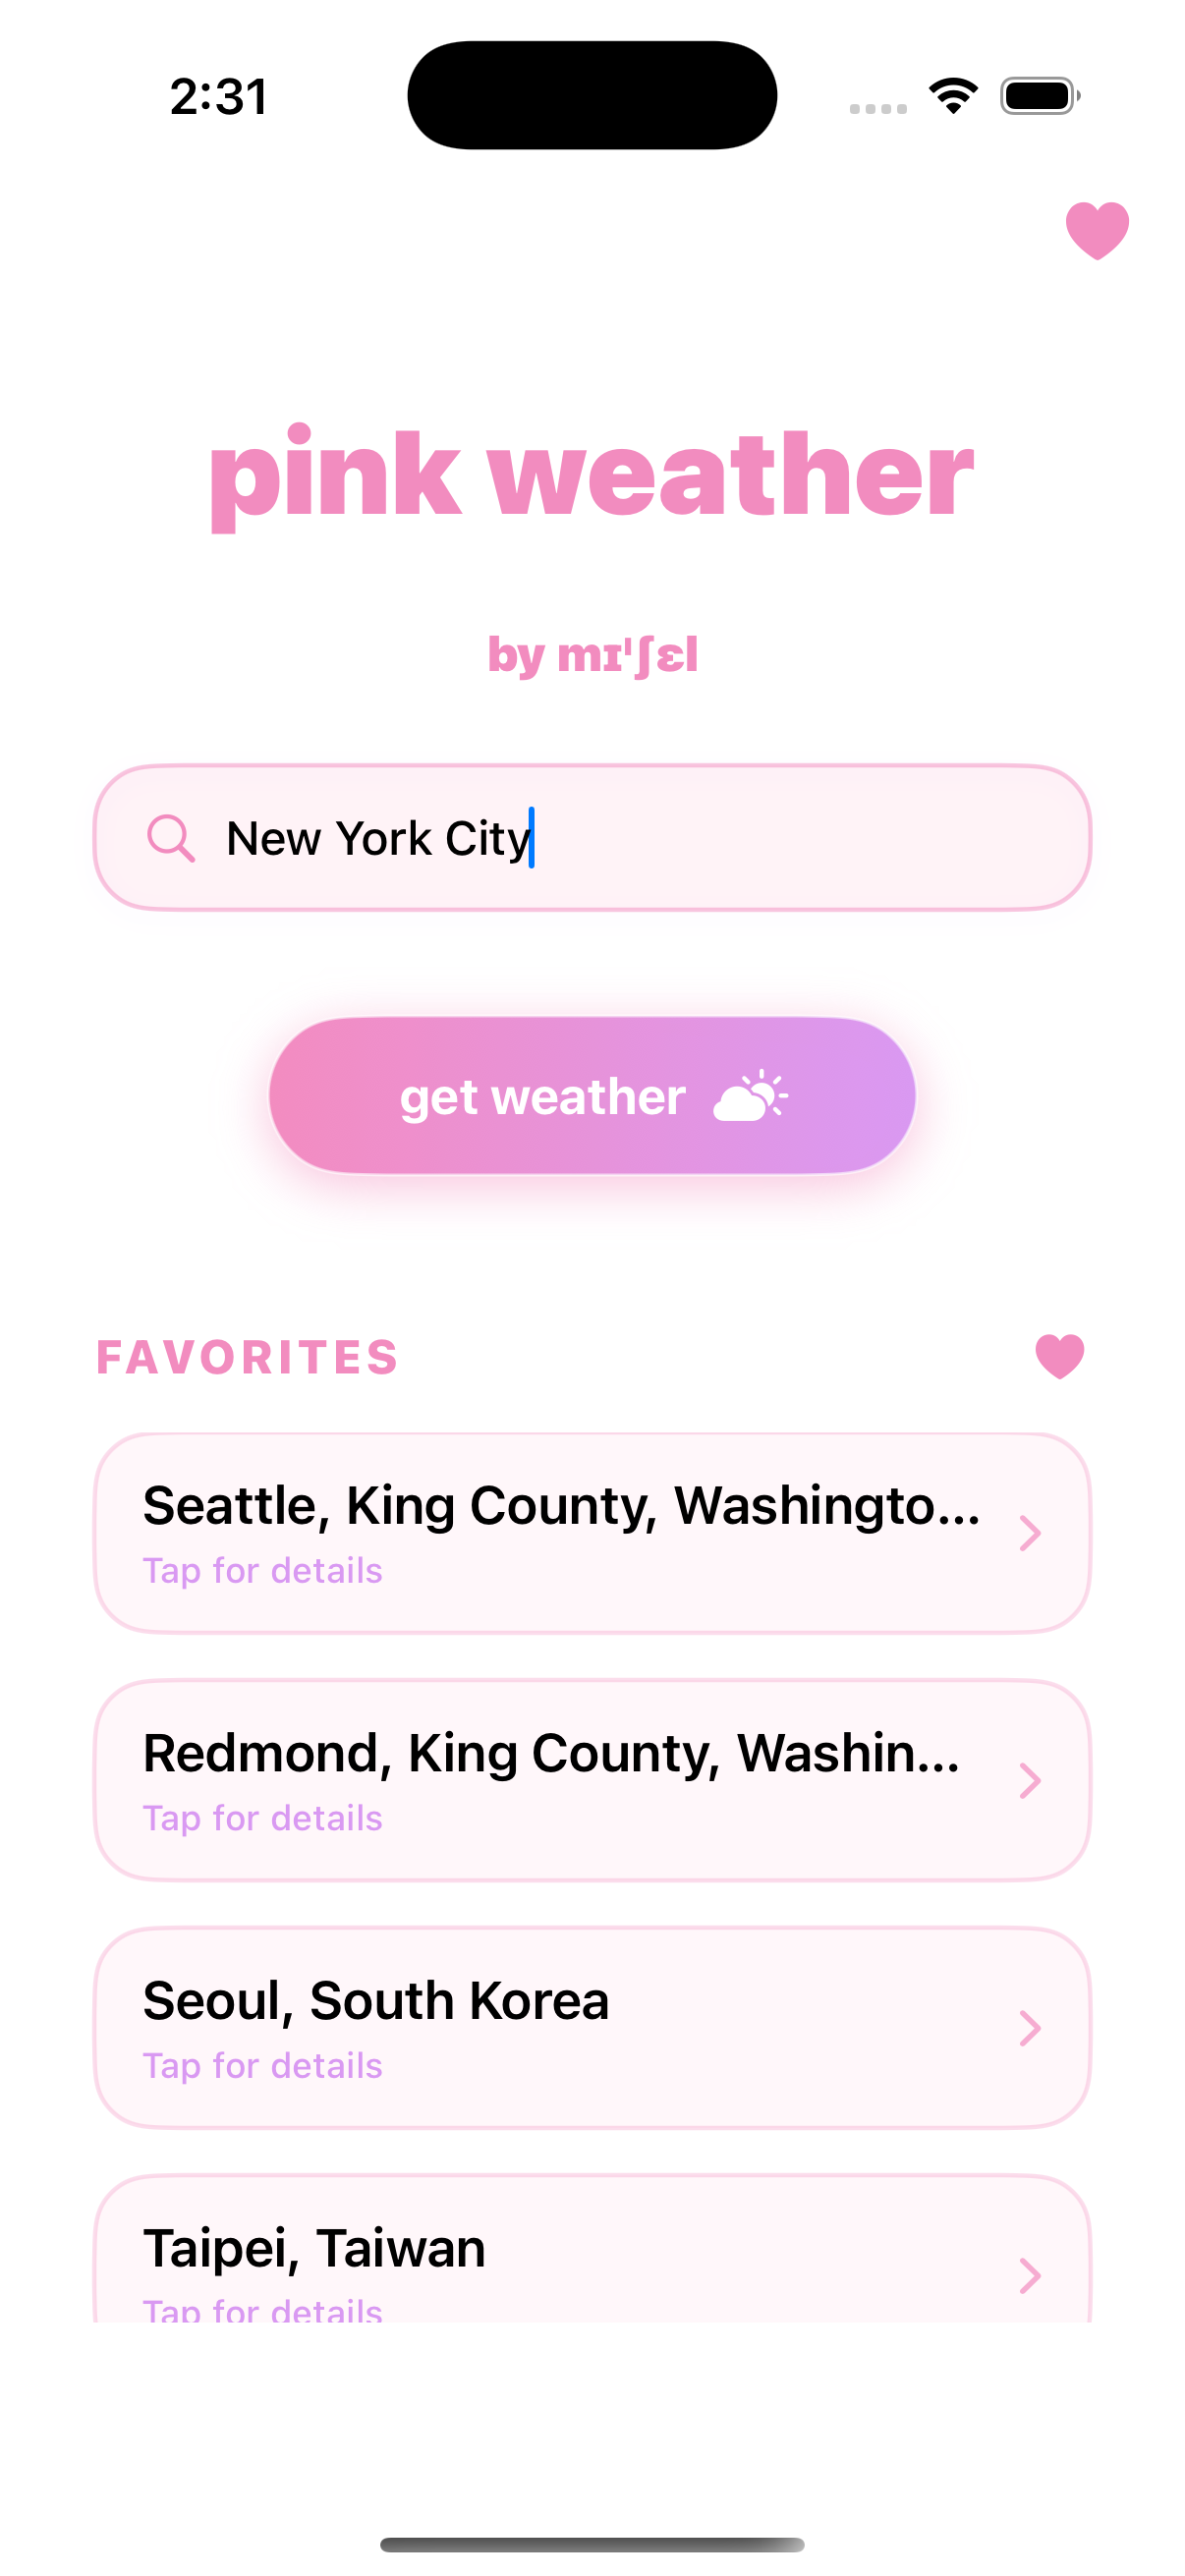 2:31
pink weather
by mɪˈʃɛl
New York City
get weather
FAVORITES
Seattle, King County, Washingto...
Tap for details
Redmond, King County, Washin...
Tap for details
Seoul, South Korea
Tap for details
Taipei, Taiwan
Tap for details